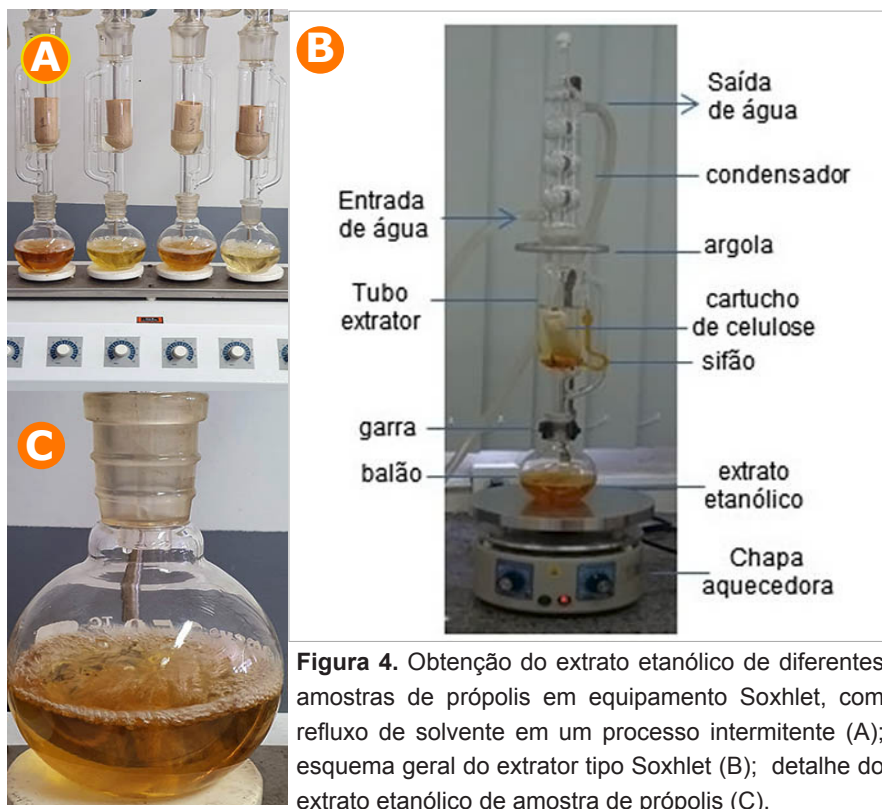 A
B
Saída
de água
condensador
Entrada
de água
argola
Tubo
extrator
cartucho
de celulose
sifão
garra
balão
extrato
etanólico
Chapa
aquecedora
C
Figura 4. Obtenção do extrato etanólico de diferentes
amostras de própolis em equipamento Soxhlet, com
refluxo de solvente em um processo intermitente (A);
esquema geral do extrator tipo Soxhlet (B); detalhe do
extrato etanólico de amostra de própolis (C).